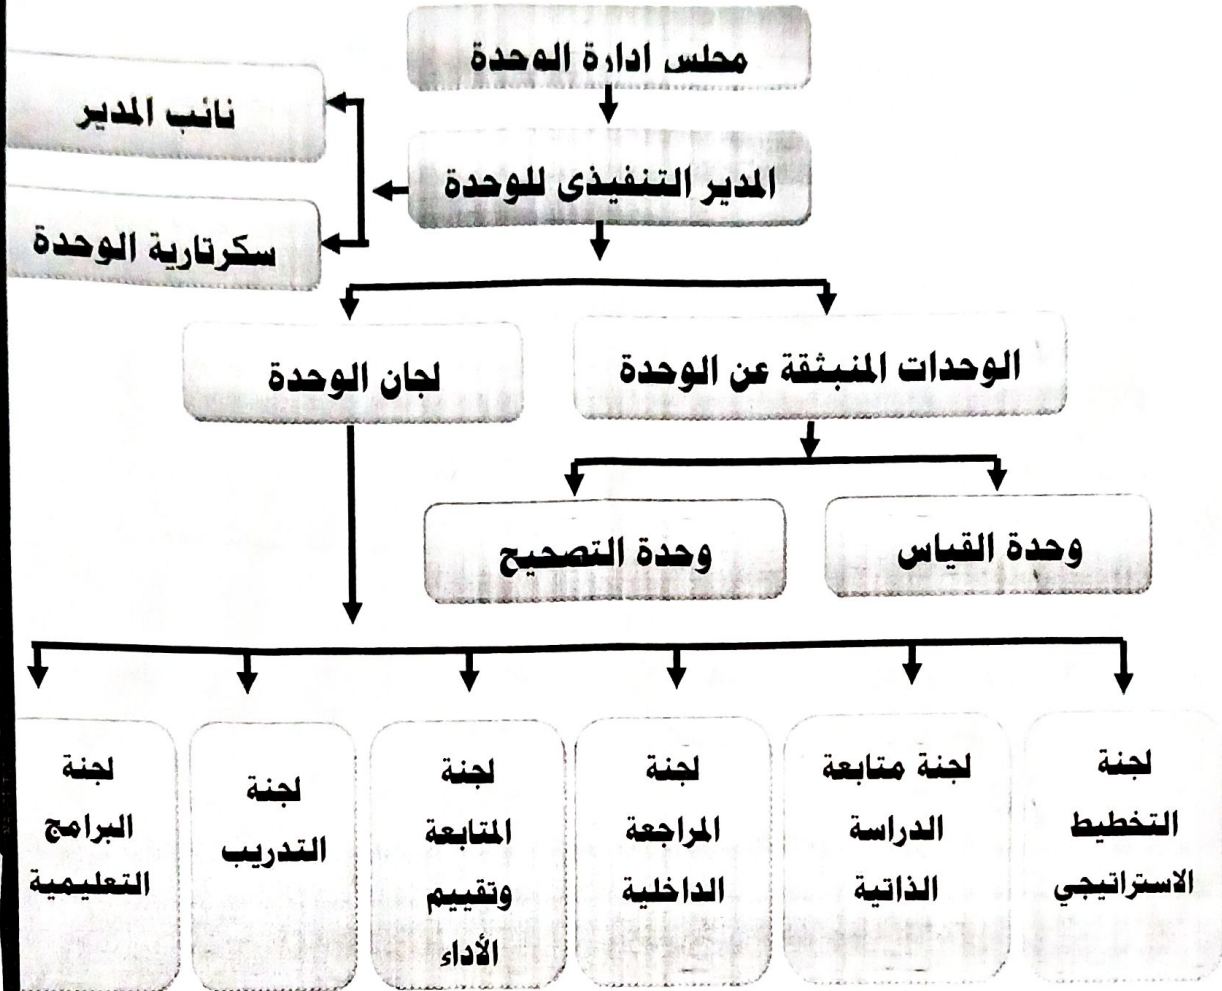 مجلس ادارة الوحدة
نائب المدير
المدير التنفيذى للوحدة
سكرتارية الوحدة
الوحدات المنبثقة عن الوحدة
لجان الوحدة
وحدة القياس
وحدة التصحيح
لجنة
التخطيط
الاستراتيجي
لجنة متابعة
الدراسة
الذاتية
لجنة
المراجعة
الداخلية
لجنة
المتابعة
وتقييم
الأداء
لجنة
التدريب
لجنة
البرامج
التعليمية